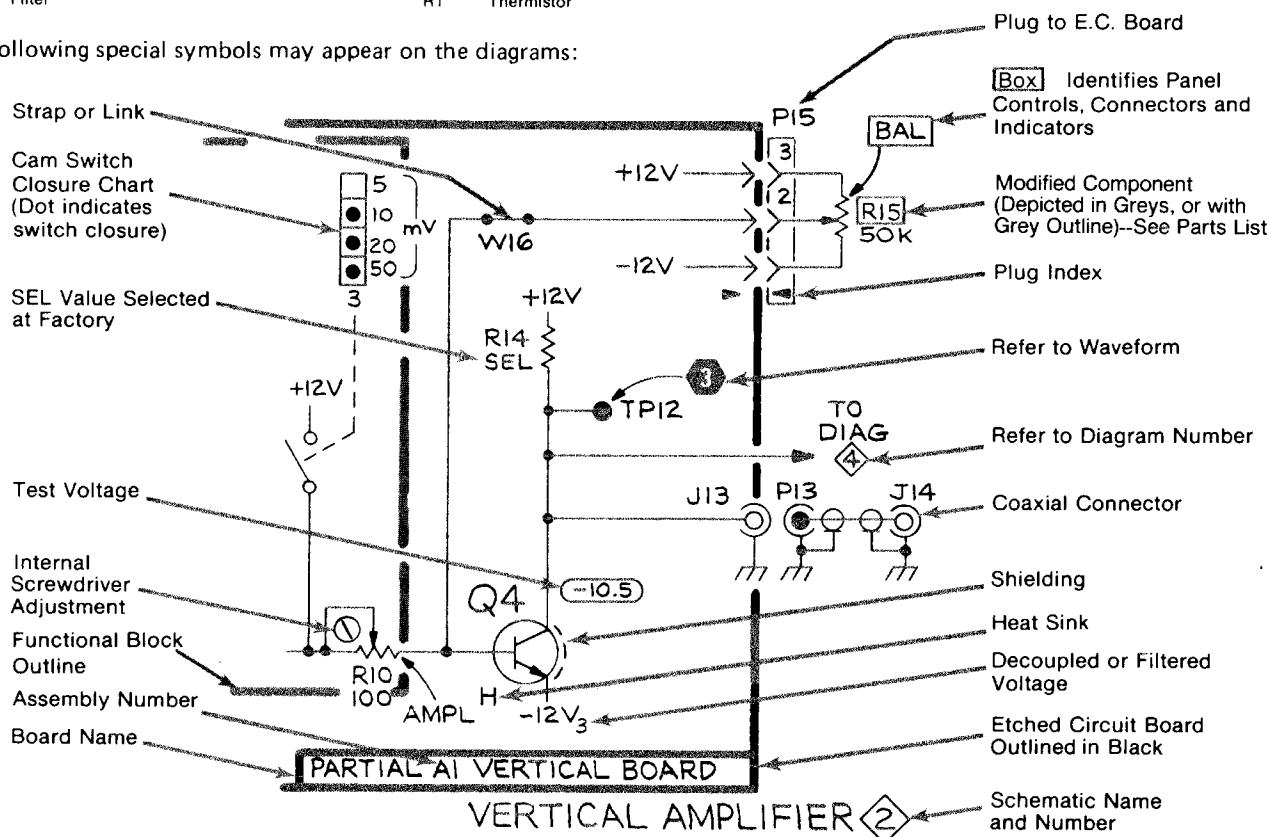 Filter
RT Thermistor
ollowing special symbols may appear on the diagrams:
Plug to E.C. Board
Box Identifies Panel
Controls, Connectors and
Indicators
Modified Component
(Depicted in Greys, or with
Grey Outline)--See Parts List
Plug Index
Refer to Waveform
Refer to Diagram Number
Coaxial Connector
Shielding
Heat Sink
Decoupled or Filtered
Voltage
Etched Circuit Board
Outlined in Black
Schematic Name
and Number
Strap or Link
Cam Switch
Closure Chart
(Dot indicates
switch closure)
SEL Value Selected
at Factory
Test Voltage
Internal
Screwdriver
Adjustment
Functional Block
Outline
Assembly Number
Board Name
5
10
20
50
mV
3
+12V
W16
+12V
-12V
P15
3
2
1
BAL
R15
50K
+12V
R14
SEL
3
TP12
TO
DIAG
4
J13
P13
J14
-10.5
Q4
R10
100
AMPL
H
-12V3
PARTIAL A1 VERTICAL BOARD
VERTICAL AMPLIFIER 2